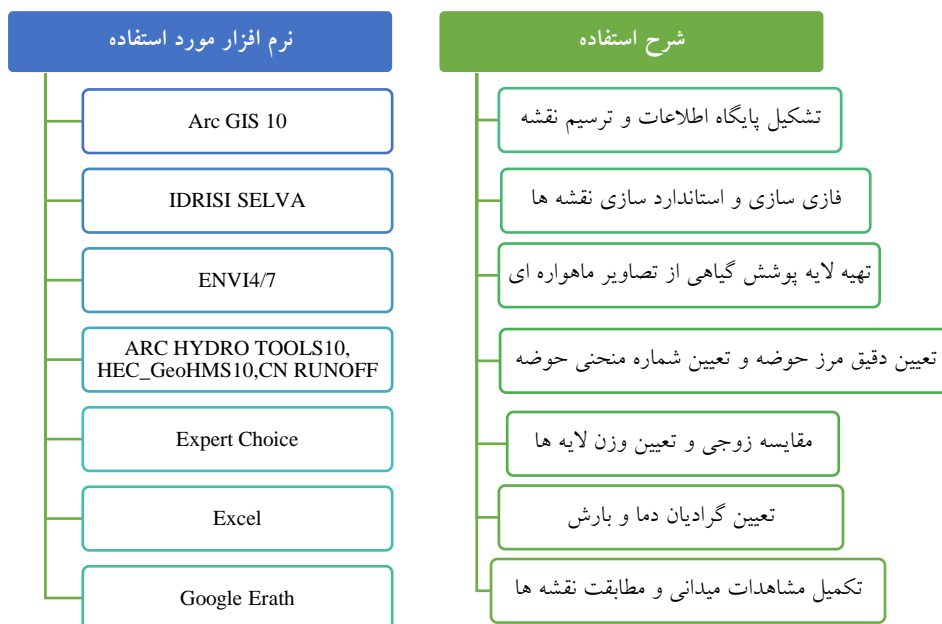 نرم افزار مورد استفاده
Arc GIS 10
IDRISI SELVA
ENVI4/7
ARC HYDRO TOOLS10,
HEC_GeoHMS10,CN RUNOFF
Expert Choice
Excel
Google Erath
شرح استفاده
تشکیل پایگاه اطلاعات و ترسیم نقشه
فازی سازی و استاندارد سازی نقشه ها
تهیه لایه پوشش گیاهی از تصاویر ماهواره ای
تعیین دقیق مرز حوضه و تعیین شماره منحنی حوضه
مقایسه زوجی و تعیین وزن لایه ها
تعیین گرادیان دما و بارش
تکمیل مشاهدات میدانی و مطابقت نقشه ها